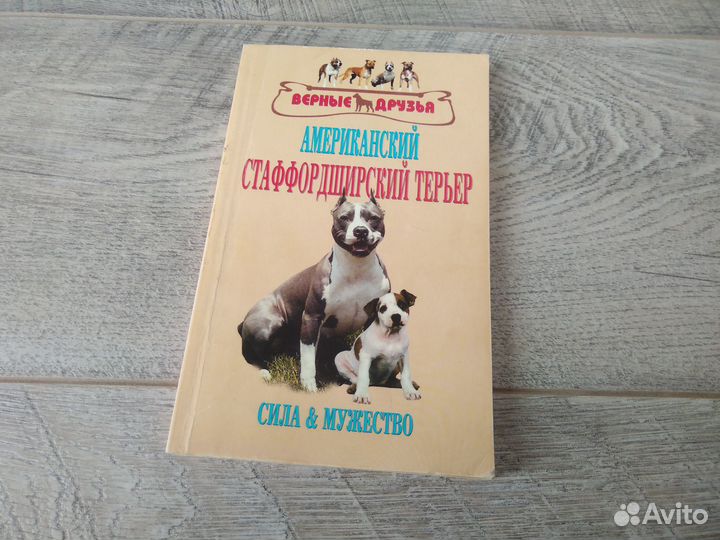 ВЕРНЫЕ ДРУЗЬЯ
АМЕРИКАНСКИЙ
СТАФФОРДШИРСКИЙ ТЕРЬЕР
СИЛА & МУЖЕСТВО
Avito